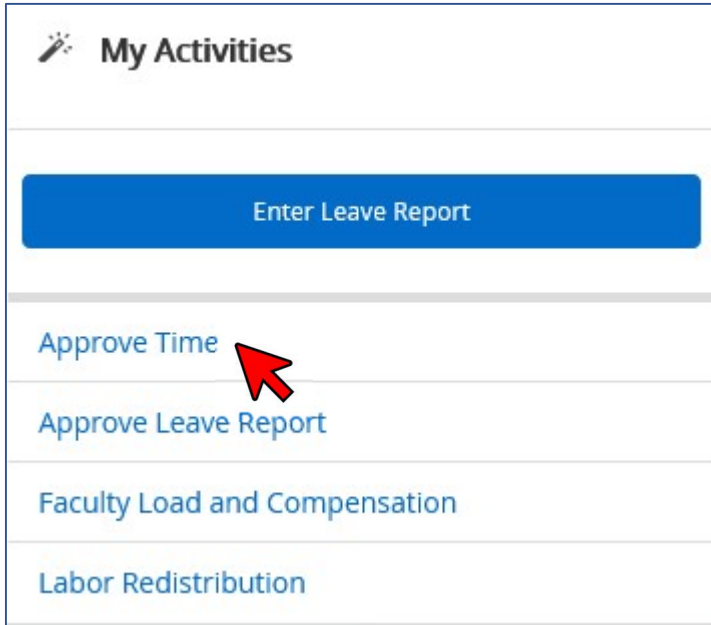 My Activities
Enter Leave Report
Approve Time
Approve Leave Report
Faculty Load and Compensation
Labor Redistribution